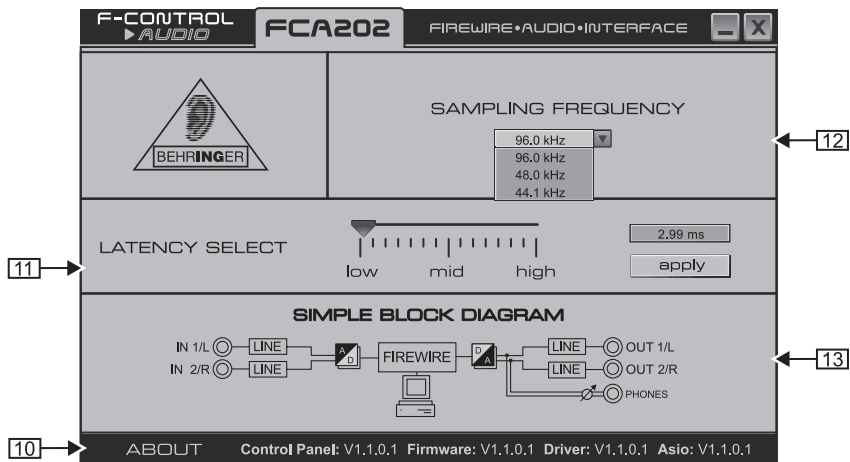 F-CONTROL
AUDIO
FCA202
FIREWIRE•AUDIO•INTERFACE
X
BEHRINGER
SAMPLING FREQUENCY
96.0 kHz
96.0 kHz
48.0 kHz
44.1 kHz
12
LATENCY SELECT
low mid high
2.99 ms
apply
11
SIMPLE BLOCK DIAGRAM
IN 1/L LINE A D FIREWIRE D A LINE OUT 1/L
IN 2/R LINE LINE OUT 2/R
PHONES
13
10
ABOUT Control Panel: V1.1.0.1 Firmware: V1.1.0.1 Driver: V1.1.0.1 Asio: V1.1.0.1